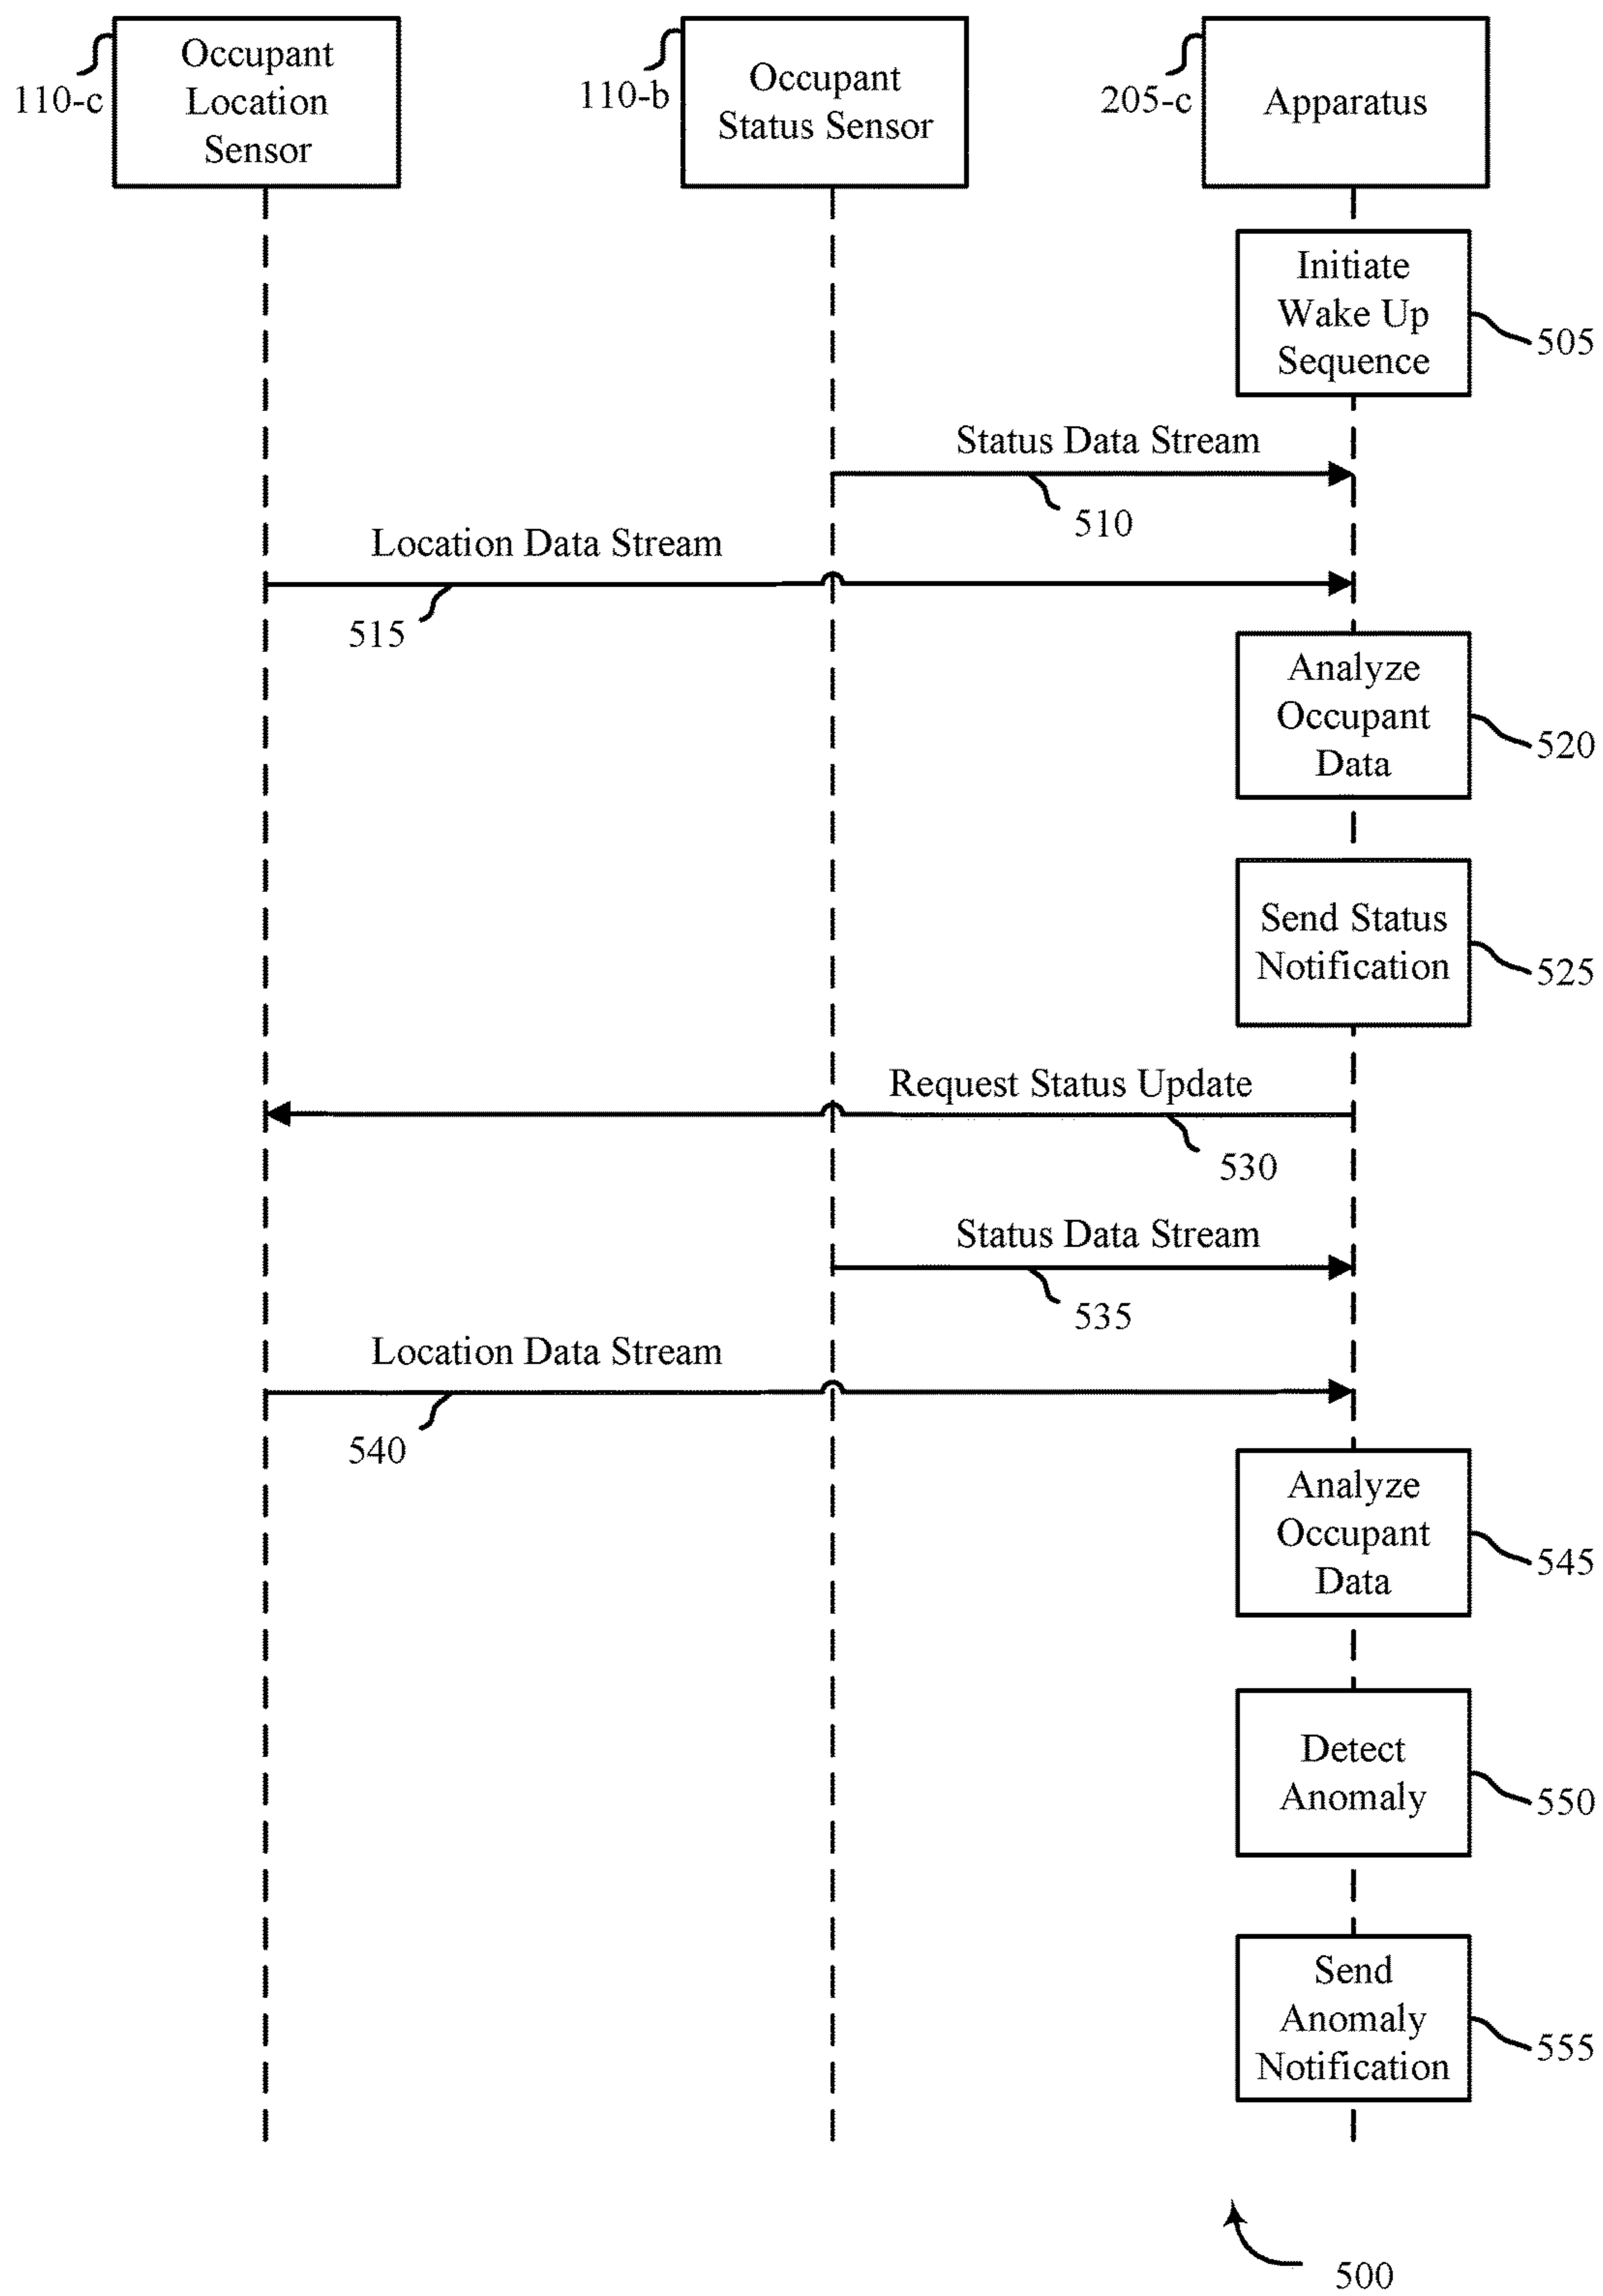 Occupant
Location
Sensor
110-c
Occupant
Status Sensor
110-b
Apparatus
205-c
Initiate
Wake Up
Sequence
505
Status Data Stream
510
Location Data Stream
515
Analyze
Occupant
Data
520
Send Status
Notification
525
Request Status Update
530
Status Data Stream
535
Location Data Stream
540
Analyze
Occupant
Data
545
Detect
Anomaly
550
Send
Anomaly
Notification
555
500